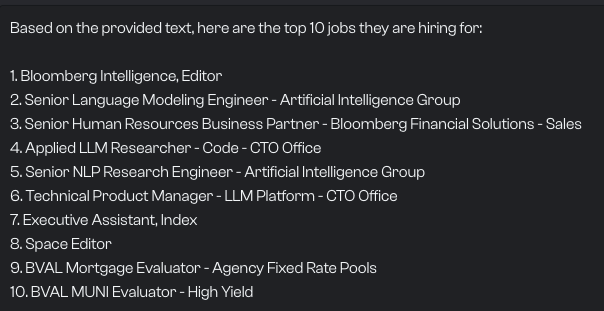 Based on the provided text, here are the top 10 jobs they are hiring for:
1. Bloomberg Intelligence, Editor
2. Senior Language Modeling Engineer - Artificial Intelligence Group
3. Senior Human Resources Business Partner - Bloomberg Financial Solutions - Sales
4. Applied LLM Researcher - Code - CTO Office
5. Senior NLP Research Engineer - Artificial Intelligence Group
6. Technical Product Manager - LLM Platform - CTO Office
7. Executive Assistant, Index
8. Space Editor
9. BVAL Mortgage Evaluator - Agency Fixed Rate Pools
10. BVAL MUNI Evaluator - High Yield